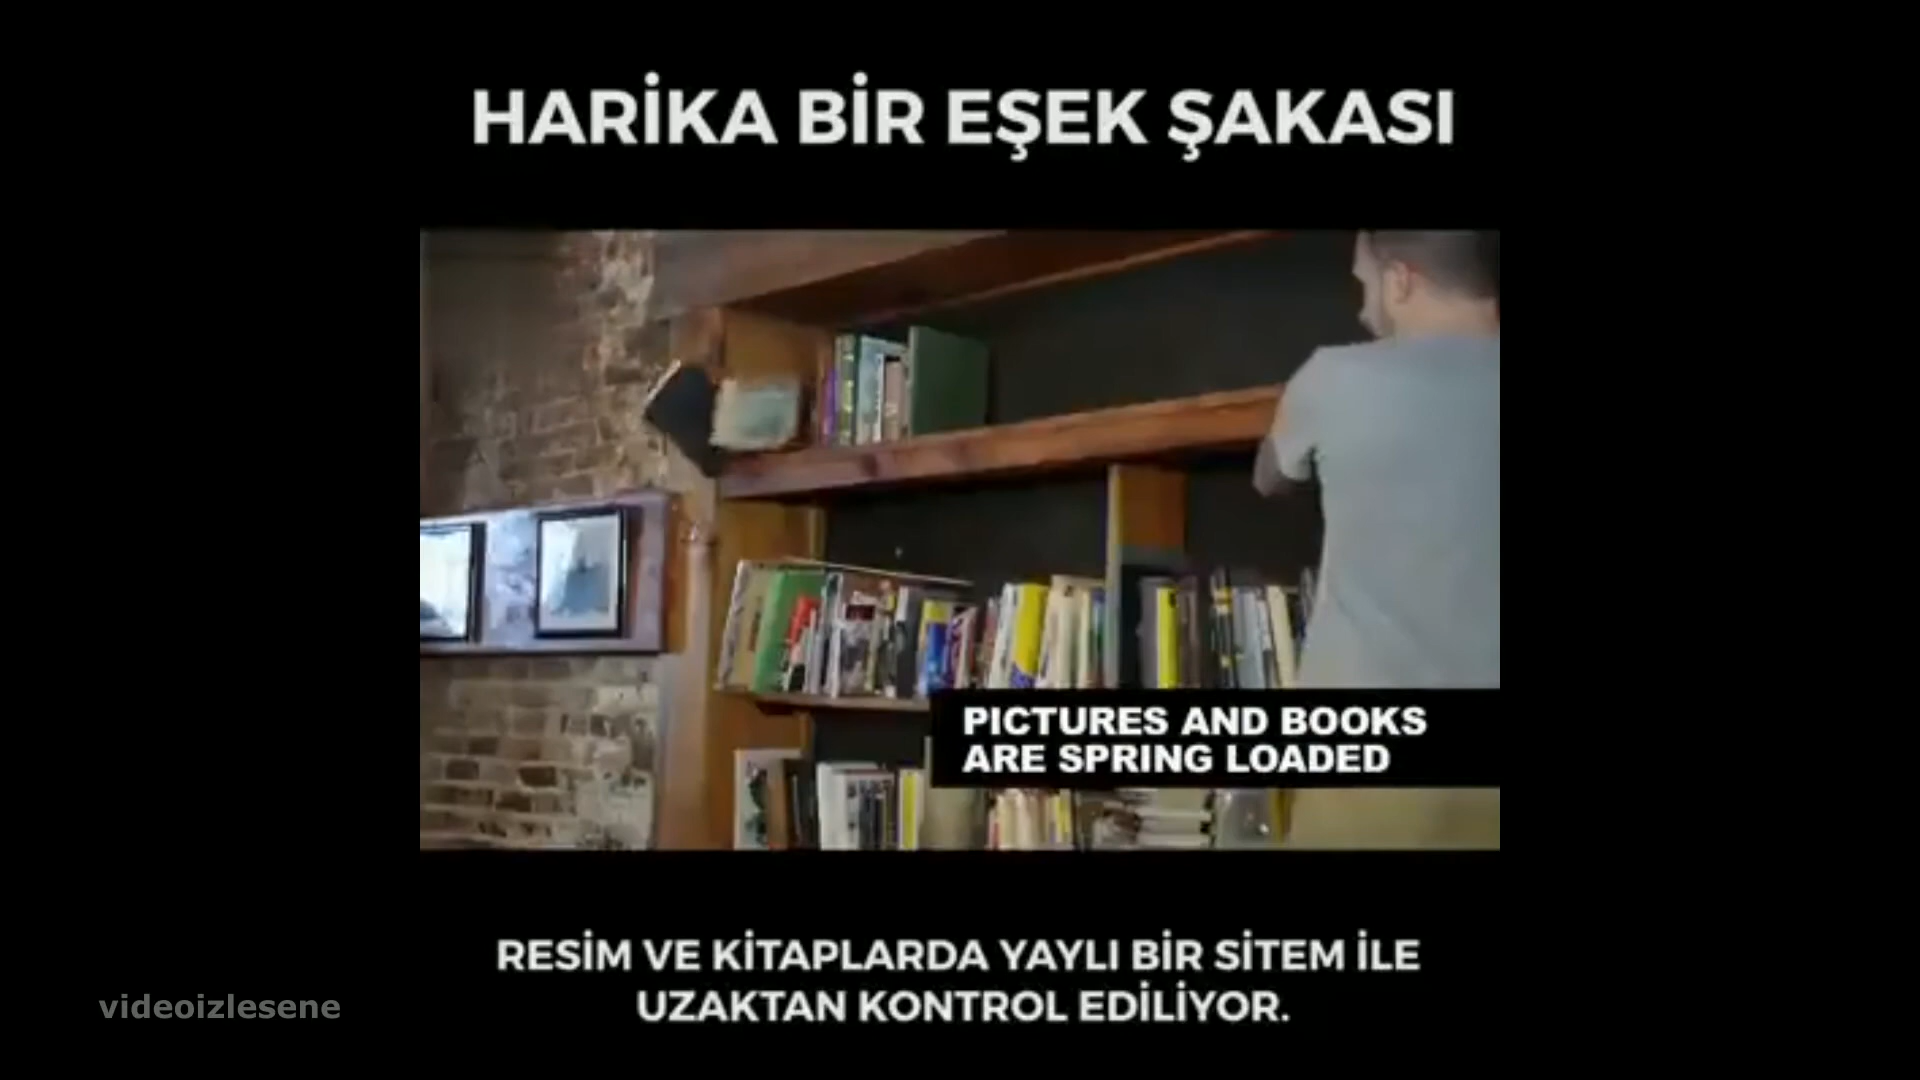 HARİKA BİR EŞEK ŞAKASI
PICTURES AND BOOKS
ARE SPRING LOADED
RESİM VE KİTAPLARDA YAYLI BİR SİTEM İLE
UZAKTAN KONTROL EDİLİYOR.
videoizlesene